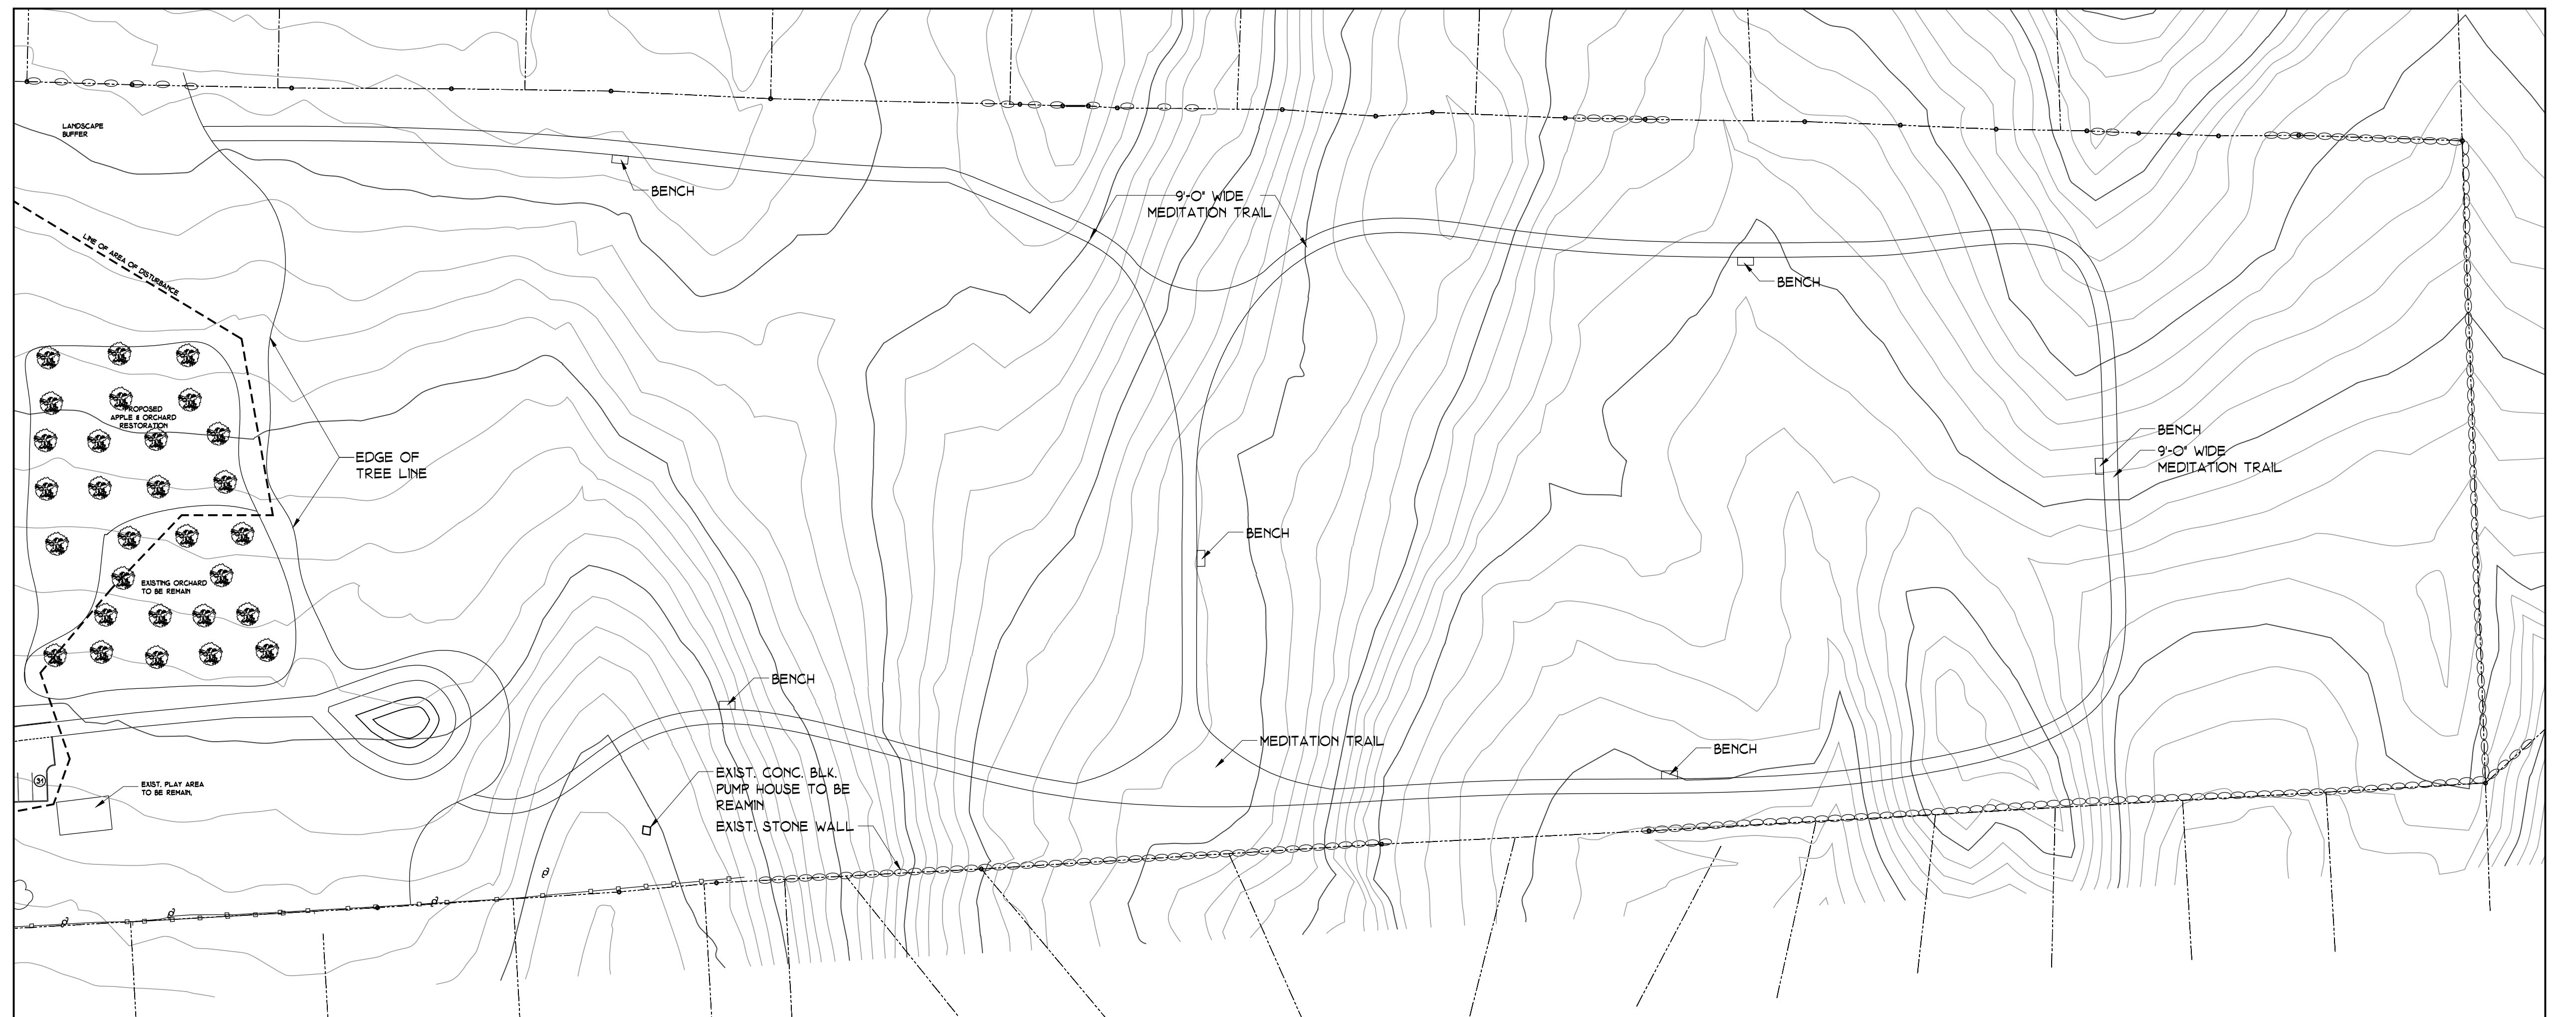 LANDSCAPE
BUFFER
BENCH
9'-0" WIDE
MEDITATION TRAIL
LINE OF AREA OF DISTURBANCE
BENCH
PROPOSED
APPLE & ORCHARD
RESTORATION
EDGE OF
TREE LINE
BENCH
9'-0" WIDE
MEDITATION TRAIL
BENCH
EXISTING ORCHARD
TO BE REMAIN
BENCH
MEDITATION TRAIL
BENCH
EXIST. CONC. BLK.
PUMP HOUSE TO BE
REAMIN
31
EXIST. PLAY AREA
TO BE REMAIN.
EXIST. STONE WALL